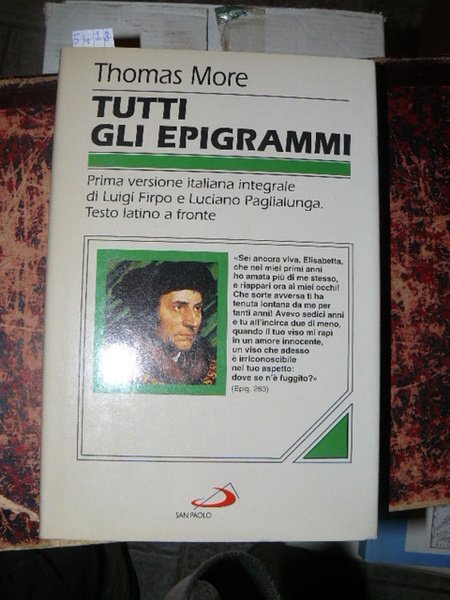 Thomas More
TUTTI
GLI EPIGRAMMI
Prima versione italiana integrale
di Luigi Firpo e Luciano Paglialunga.
Testo latino a fronte
«Sei ancora viva, Elisabetta,
che nei miei primi anni
ho amata più di me stesso,
e riappari ora ai miei occhi!
Che sorte avversa ti ha
tenuta lontana da me per
tanti anni! Avevo sedici anni
e tu all'incirca due di meno,
quando il tuo viso mi rapì
in un amore innocente,
un viso che adesso
è irriconoscibile
nel tuo aspetto:
dove se n'è fuggito?»
(Epig. 263)
SAN PAOLO